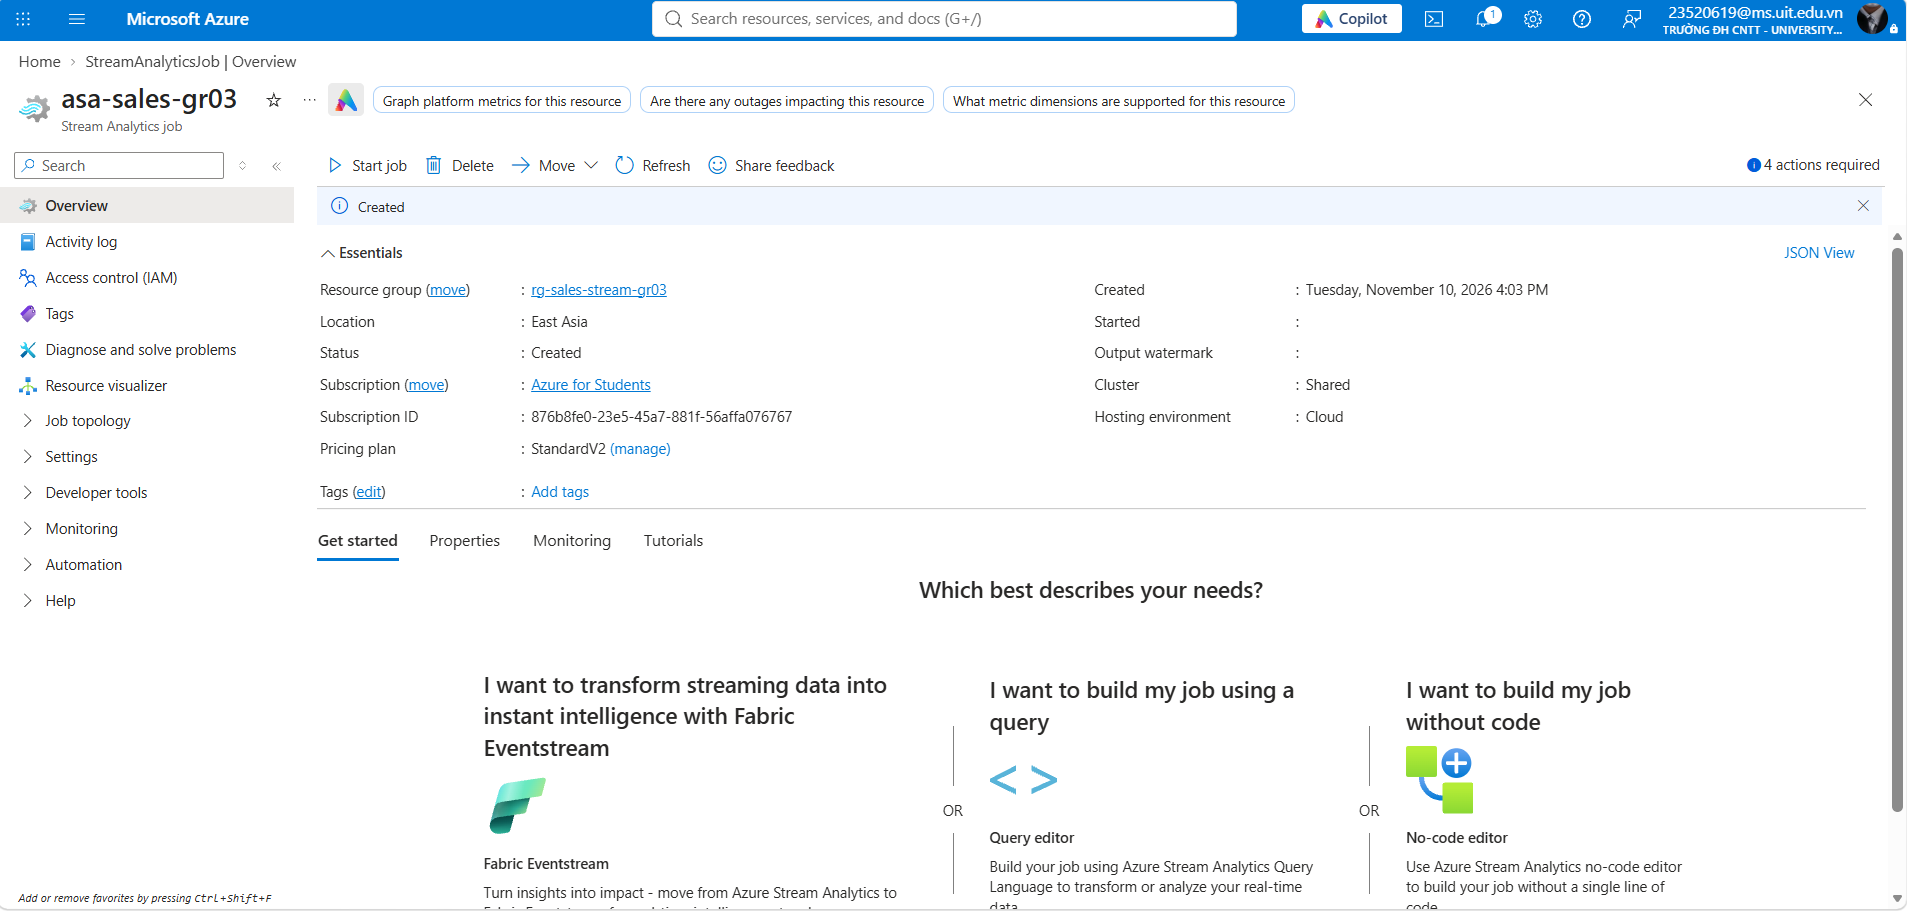 Microsoft Azure
Search resources, services, and docs (G+/)
Copilot
1
23520619@ms.uit.edu.vn
TRƯỜNG ĐH CNTT - UNIVERSITY...
Home > StreamAnalyticsJob | Overview
asa-sales-gr03
Stream Analytics job
Graph platform metrics for this resource
Are there any outages impacting this resource
What metric dimensions are supported for this resource
Search
Start job
Delete
Move
Refresh
Share feedback
4 actions required
Overview
Activity log
Access control (IAM)
Tags
Diagnose and solve problems
Resource visualizer
Job topology
Settings
Developer tools
Monitoring
Automation
Help
Add or remove favorites by pressing Ctrl+Shift+F
Created
Essentials
JSON View
Resource group (move) : rg-sales-stream-gr03
Location : East Asia
Status : Created
Subscription (move) : Azure for Students
Subscription ID : 876b8fe0-23e5-45a7-881f-56affa076767
Pricing plan : StandardV2 (manage)
Tags (edit) : Add tags
Created : Tuesday, November 10, 2026 4:03 PM
Started :
Output watermark :
Cluster : Shared
Hosting environment : Cloud
Get started
Properties
Monitoring
Tutorials
Which best describes your needs?
I want to transform streaming data into
instant intelligence with Fabric
Eventstream
Fabric Eventstream
Turn insights into impact - move from Azure Stream Analytics to
OR
I want to build my job using a
query
Query editor
Build your job using Azure Stream Analytics Query
Language to transform or analyze your real-time
data
OR
I want to build my job
without code
No-code editor
Use Azure Stream Analytics no-code editor
to build your job without a single line of
code